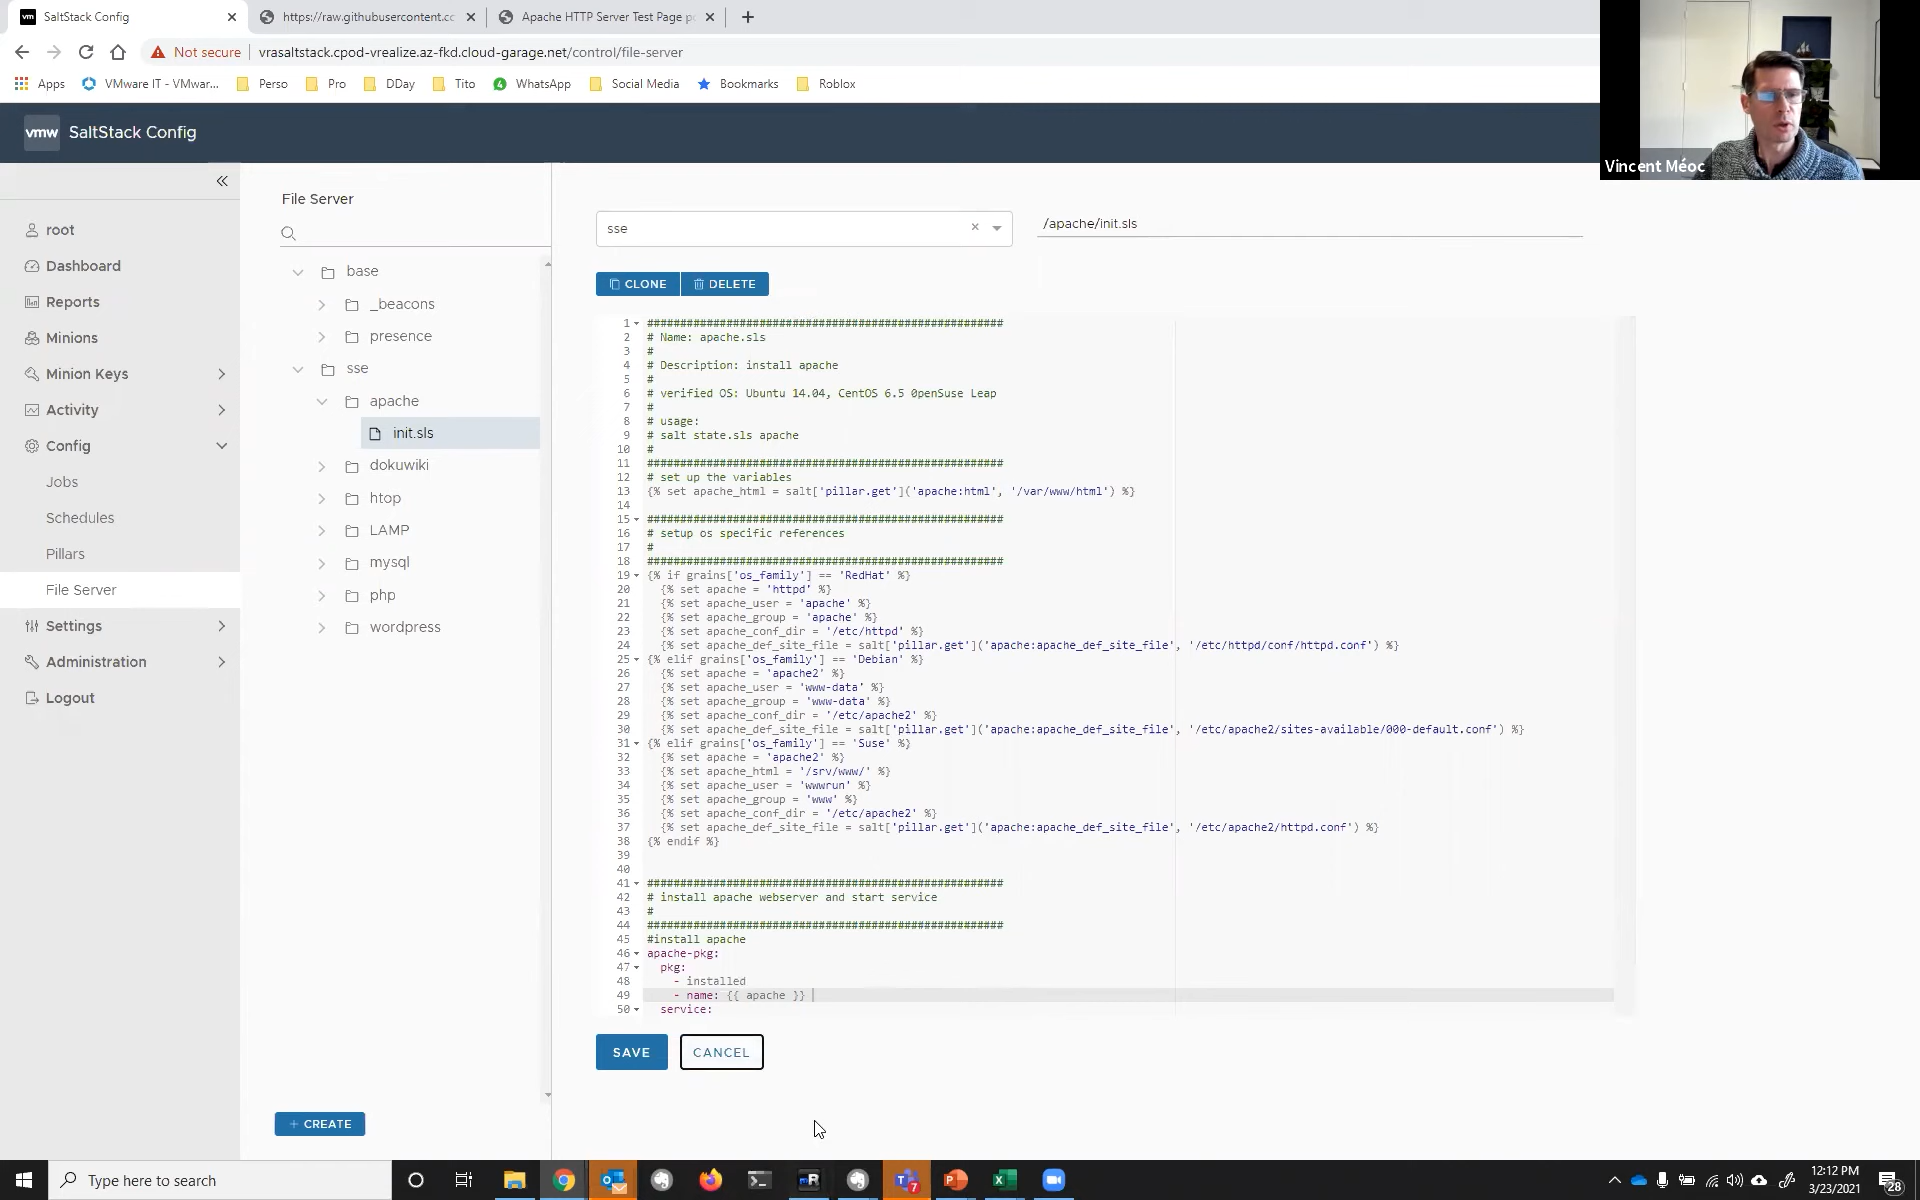 SaltStack Config
https://raw.githubusercontent.cc
Apache HTTP Server Test Page po
Not secure
vrasaltstack.cpod-vrealize.az-fkd.cloud-garage.net/control/file-server
Apps
VMware IT - VMwar...
Perso
Pro
DDay
Tito
WhatsApp
Social Media
Bookmarks
Roblox
vmw SaltStack Config
Vincent Méoc
root
Dashboard
Reports
Minions
Minion Keys
Activity
Config
Jobs
Schedules
Pillars
File Server
Settings
Administration
Logout
File Server
base
_beacons
presence
sse
apache
init.sls
dokuwiki
htop
LAMP
mysql
php
wordpress
+ CREATE
sse
/apache/init.sls
CLONE
DELETE
1 ######################################################
2 # Name: apache.sls
3 #
4 # Description: install apache
5 #
6 # verified OS: Ubuntu 14.04, CentOS 6.5 0penSuse Leap
7 #
8 # usage:
9 # salt state.sls apache
10 #
11 ######################################################
12 # set up the variables
13 {% set apache_html = salt['pillar.get']('apache:html', '/var/www/html') %}
14
15 ######################################################
16 # setup os specific references
17 #
18 ######################################################
19 {% if grains['os_family'] == 'RedHat' %}
20 {% set apache = 'httpd' %}
21 {% set apache_user = 'apache' %}
22 {% set apache_group = 'apache' %}
23 {% set apache_conf_dir = '/etc/httpd' %}
24 {% set apache_def_site_file = salt['pillar.get']('apache:apache_def_site_file', '/etc/httpd/conf/httpd.conf') %}
25 {% elif grains['os_family'] == 'Debian' %}
26 {% set apache = 'apache2' %}
27 {% set apache_user = 'www-data' %}
28 {% set apache_group = 'www-data' %}
29 {% set apache_conf_dir = '/etc/apache2' %}
30 {% set apache_def_site_file = salt['pillar.get']('apache:apache_def_site_file', '/etc/apache2/sites-available/000-default.conf') %}
31 {% elif grains['os_family'] == 'Suse' %}
32 {% set apache = 'apache2' %}
33 {% set apache_html = '/srv/www/' %}
34 {% set apache_user = 'wwwrun' %}
35 {% set apache_group = 'www' %}
36 {% set apache_conf_dir = '/etc/apache2' %}
37 {% set apache_def_site_file = salt['pillar.get']('apache:apache_def_site_file', '/etc/apache2/httpd.conf') %}
38 {% endif %}
39
40
41 ######################################################
42 # install apache webserver and start service
43 #
44 ######################################################
45 #install apache
46 apache-pkg:
47 pkg:
48 - installed
49 - name: {{ apache }}
50 service:
SAVE
CANCEL
Type here to search
12:12 PM
3/23/2021
28